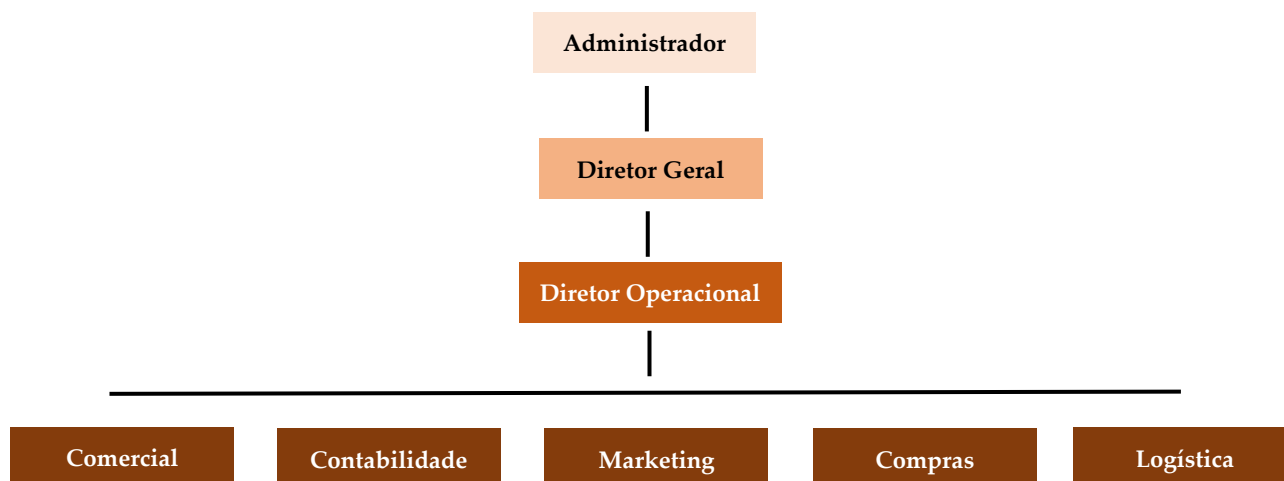 Administrador
Diretor Geral
Diretor Operacional
Comercial
Contabilidade
Marketing
Compras
Logística